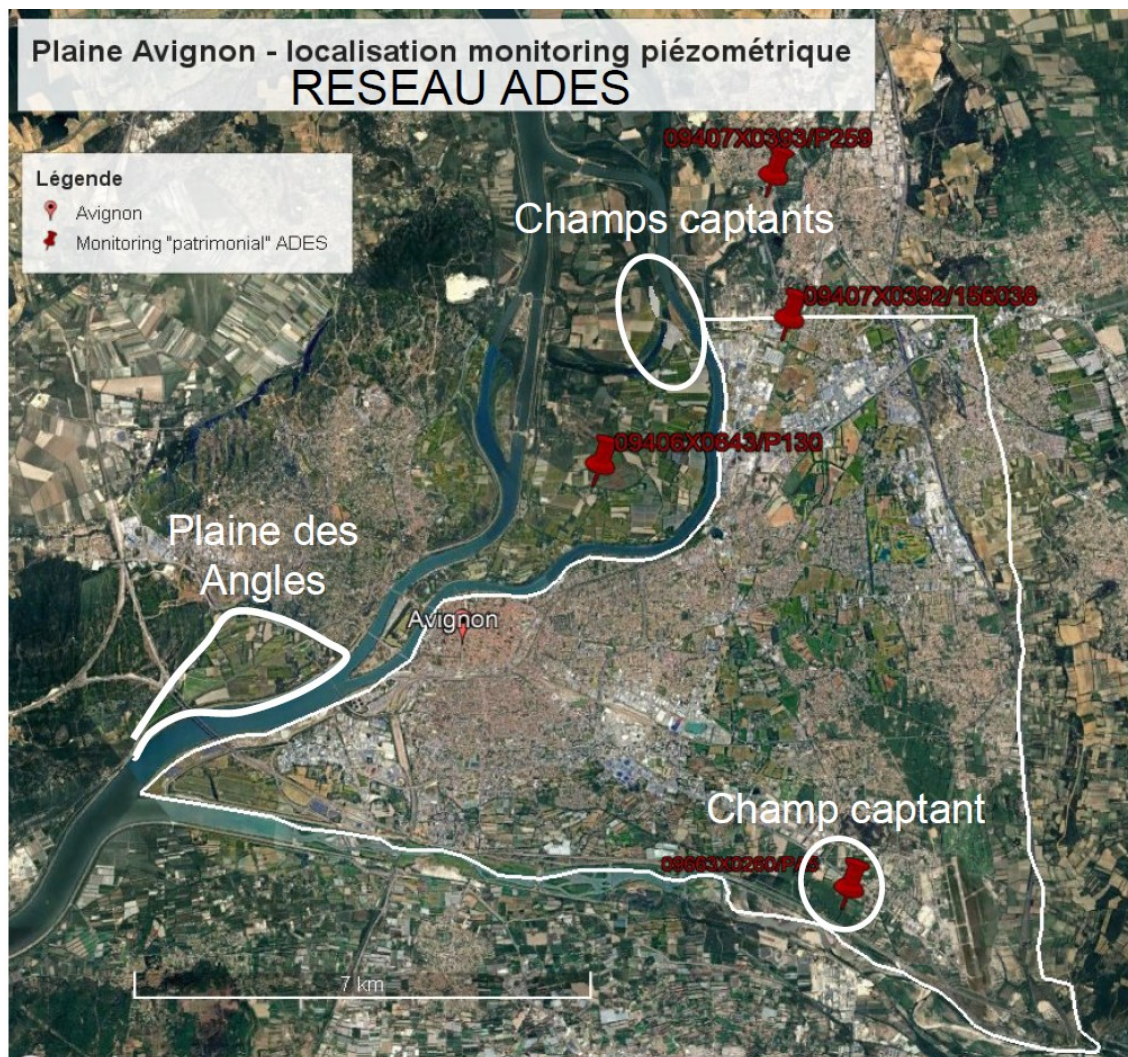 Plaine Avignon - localisation monitoring piézométrique
RESEAU ADES
Légende
Avignon
Monitoring "patrimonial" ADES
09407X0393/P259
Champs captants
09407X0392/156038
09406X0843/P130
Plaine des
Angles
Avignon
Champ captant
7 km